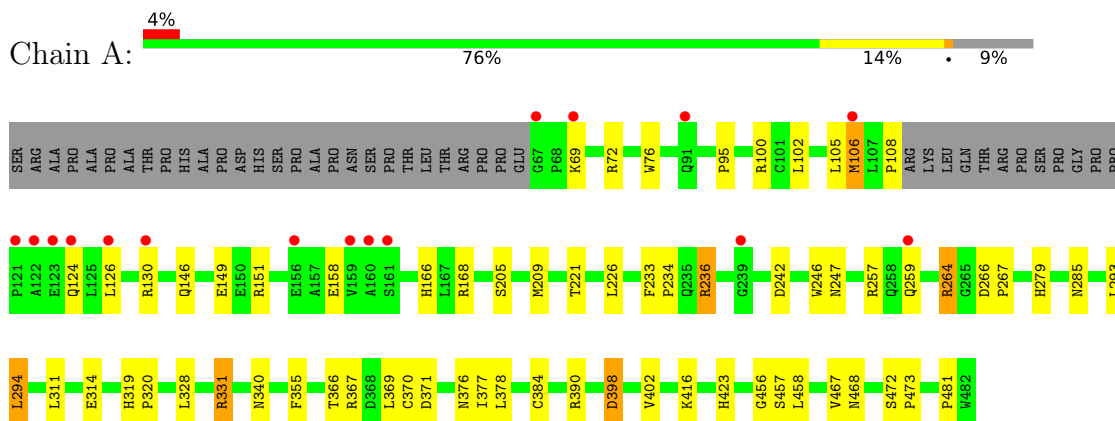 4%
Chain A:
76% 14% • 9%
SER ARG ALA PRO ALA PRO ALA THR PRO HIS ALA PRO ASP HIS SER PRO ALA PRO ASN SER PRO THR LEU THR ARG PRO PRO GLU G67 P68 K69 R72 W76 Q91 P95 R100 C101 L102 L105 M106 L107 P108 ARG LYS LEU GLN THR ARG PRO SER PRO GLY PRO PRO
P121 A122 E123 Q124 L125 L126 R130 Q146 E149 E150 R151 E156 A157 E158 V159 A160 S161 H166 L167 R168 S205 M209 T221 L226 F233 P234 Q235 R236 G239 D242 W246 N247 R257 Q258 Q259 R264 G265 D266 P267 H279 N285 L293
L294 L311 E314 H319 P320 L328 R331 N340 F355 T366 R367 D368 L369 C370 D371 N376 I377 L378 C384 R390 D398 V402 K416 H423 G456 S457 L458 V467 N468 S472 P473 P481 W482